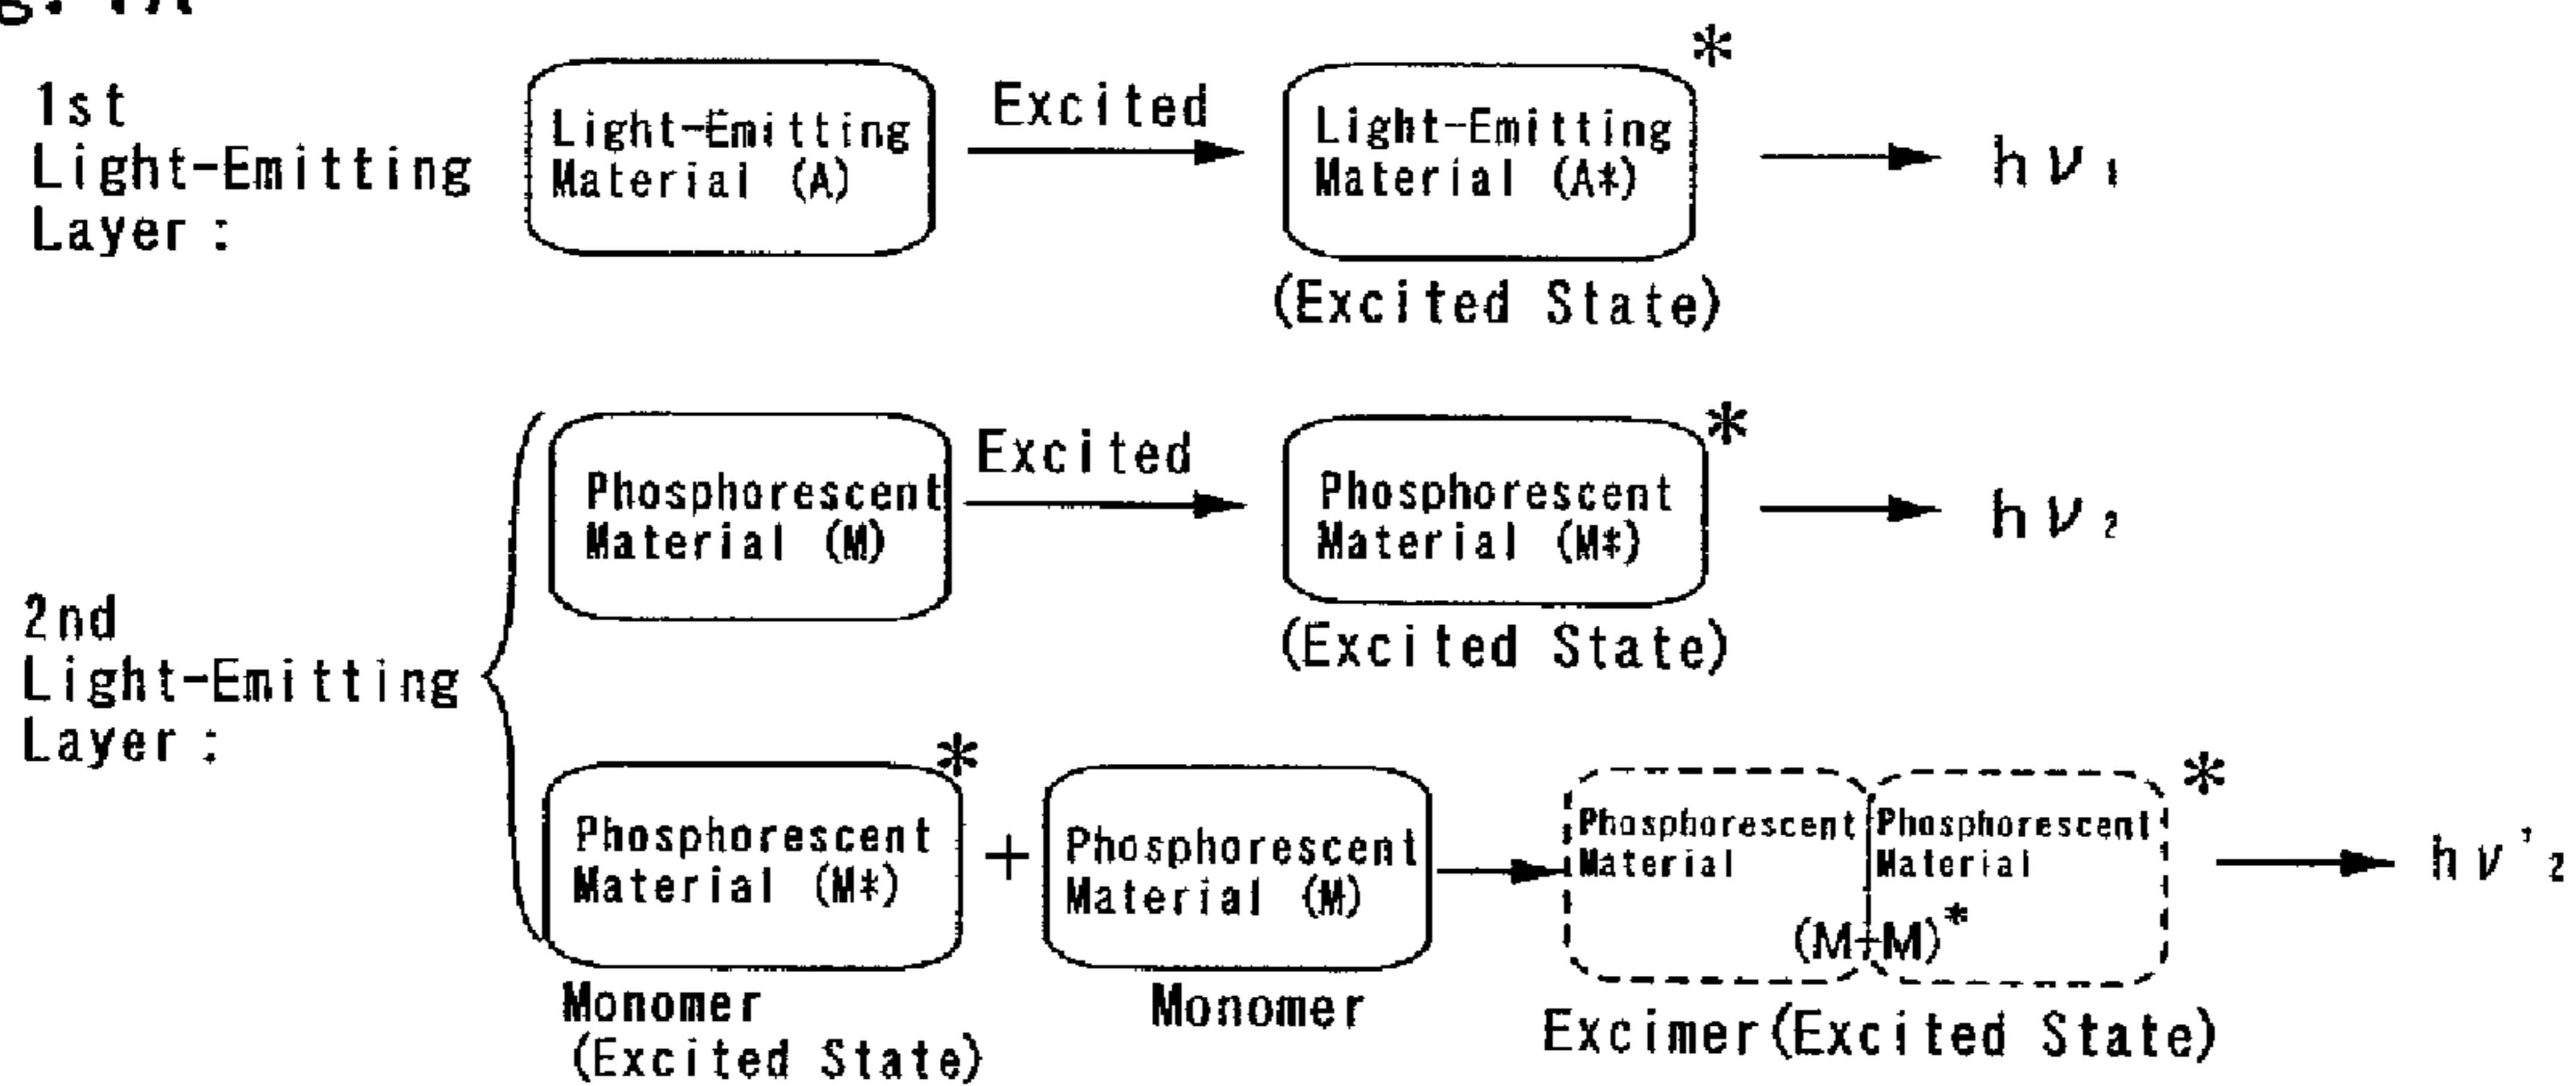 1st
Light-Emitting
Layer :
Light-Emitting
Material (A)
Excited
Light-Emitting
Material (A*)
*
(Excited State)
hν₁
2nd
Light-Emitting
Layer :
Phosphorescent
Material (M)
Excited
Phosphorescent
Material (M*)
*
(Excited State)
hν₂
Phosphorescent
Material (M*)
*
Monomer
(Excited State)
+
Phosphorescent
Material (M)
Monomer
Phosphorescent
Material
Phosphorescent
Material
(M+M)*
*
Excimer(Excited State)
hν'₂